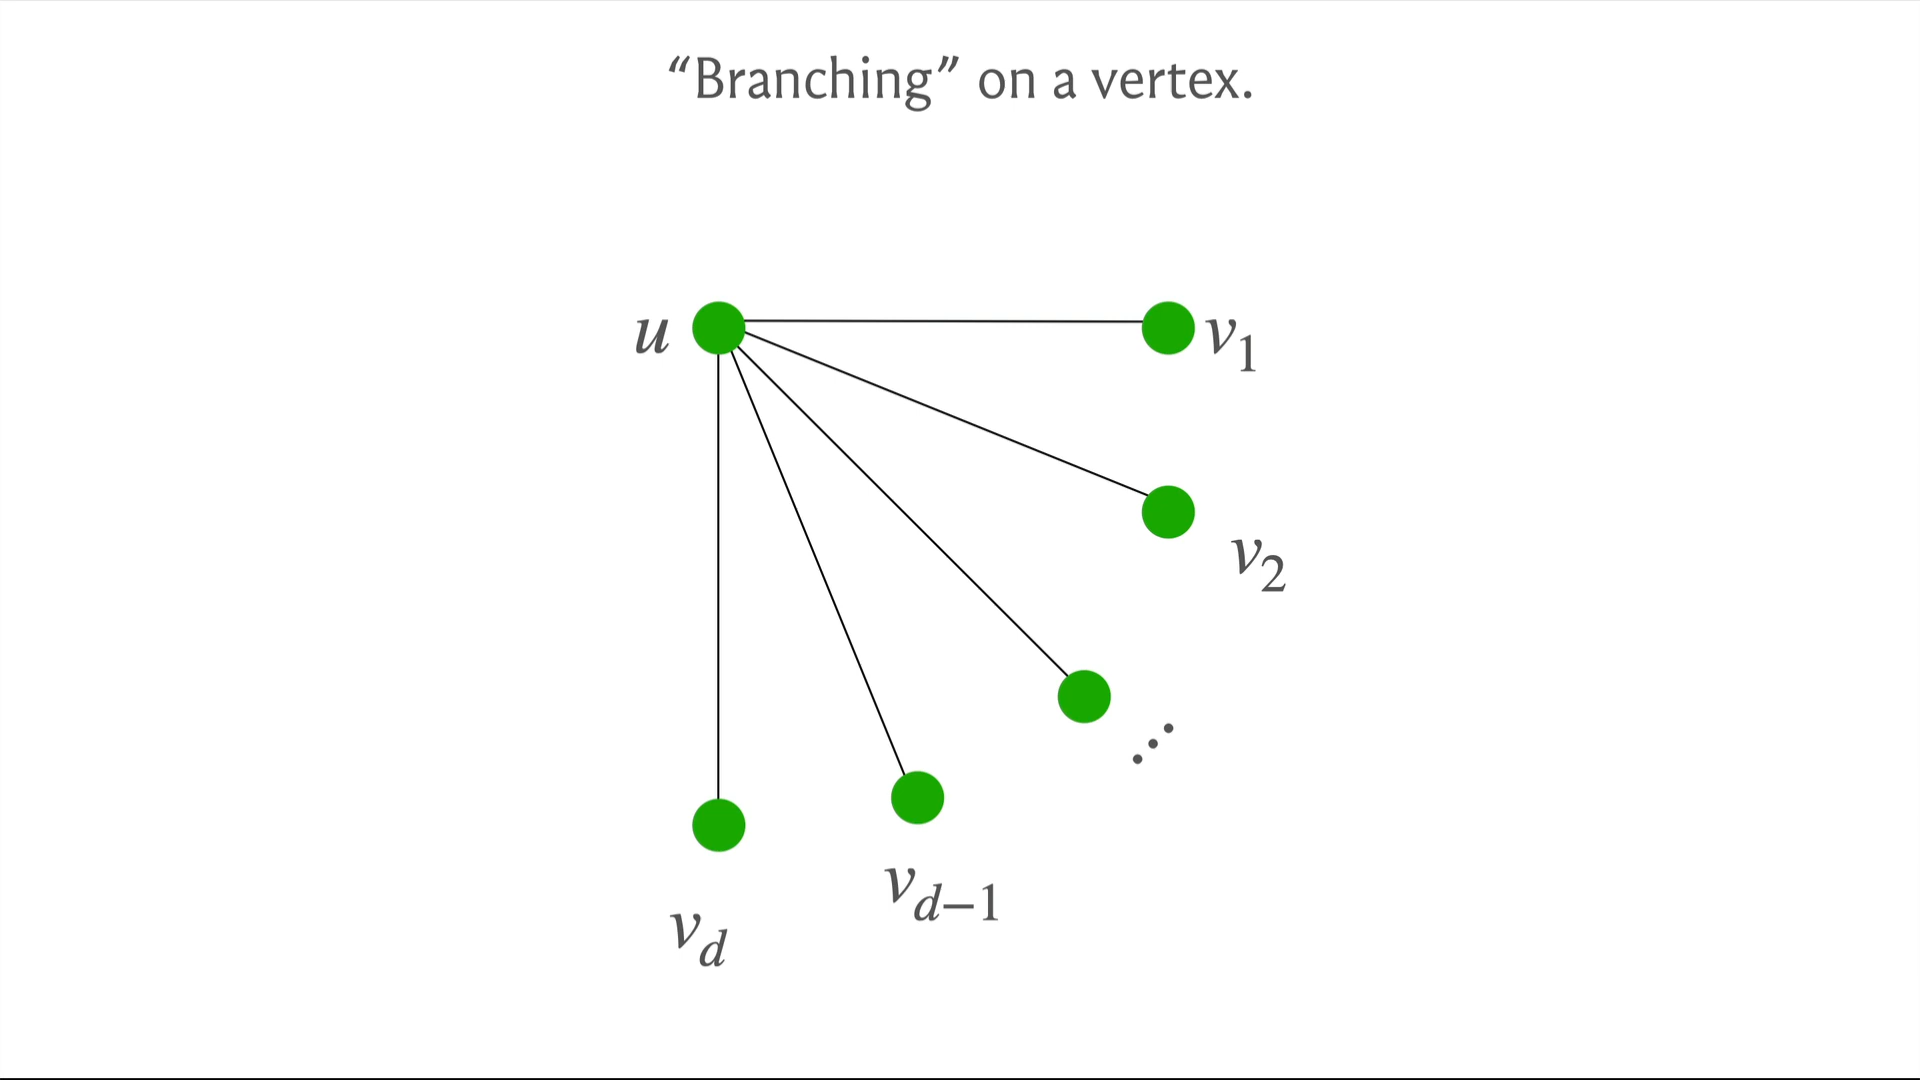 “Branching” on a vertex.
u
v₁
v₂
⋰
v_{d−1}
v_d